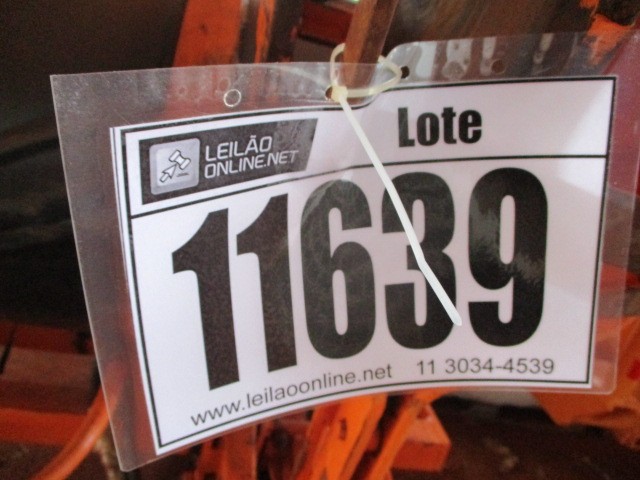 LEILÃO
ONLINE.NET
Lote
11639
www.leilaoonline.net 11 3034-4539